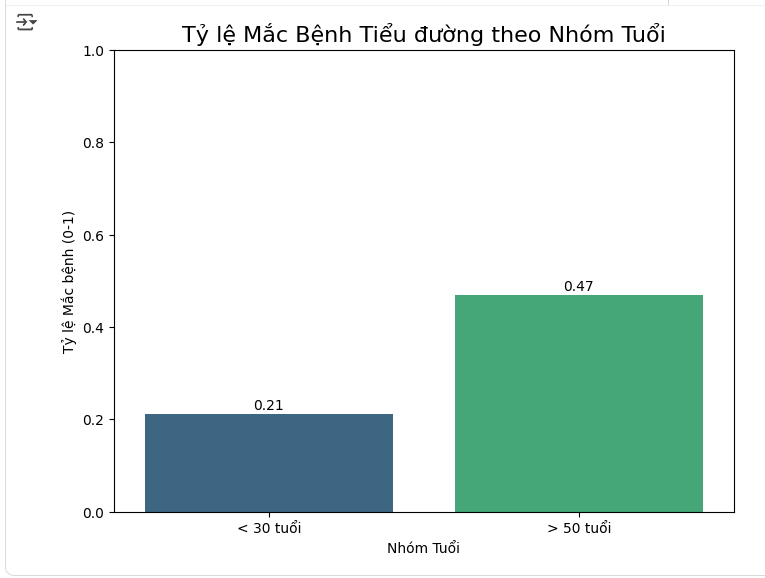 Tỷ lệ Mắc Bệnh Tiểu đường theo Nhóm Tuổi
1.0
0.8
0.6
0.4
0.2
0.0
Tỷ lệ Mắc bệnh (0-1)
0.21
0.47
< 30 tuổi
> 50 tuổi
Nhóm Tuổi